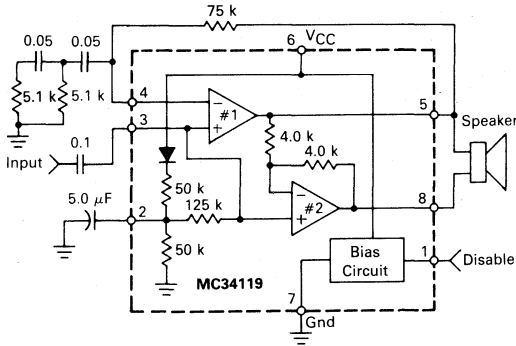 75 k
0.05
0.05
6
VCC
5.1 k
5.1 k
4
−
#1
+
3
5
Speaker
0.1
Input
4.0 k
4.0 k
50 k
5.0 μF
2
125 k
−
#2
+
8
50 k
Bias
Circuit
1
Disable
MC34119
7
Gnd